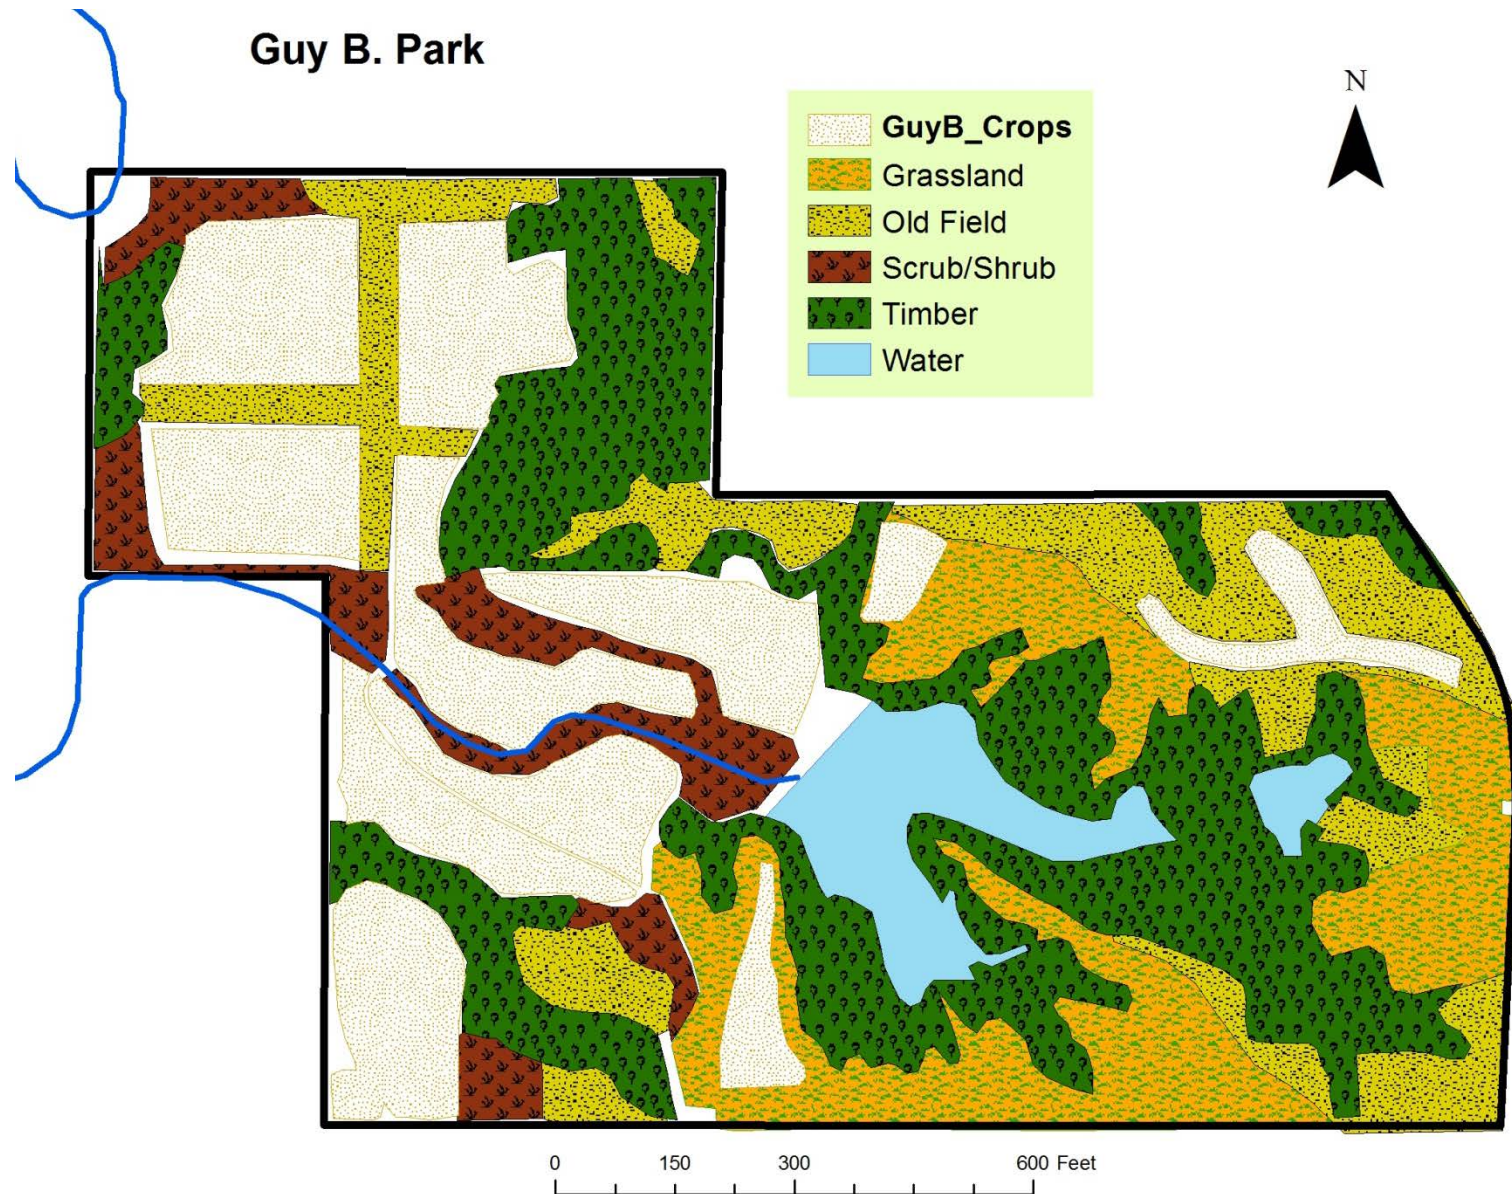 Guy B. Park
N
GuyB_Crops
Grassland
Old Field
Scrub/Shrub
Timber
Water
0 150 300 600 Feet